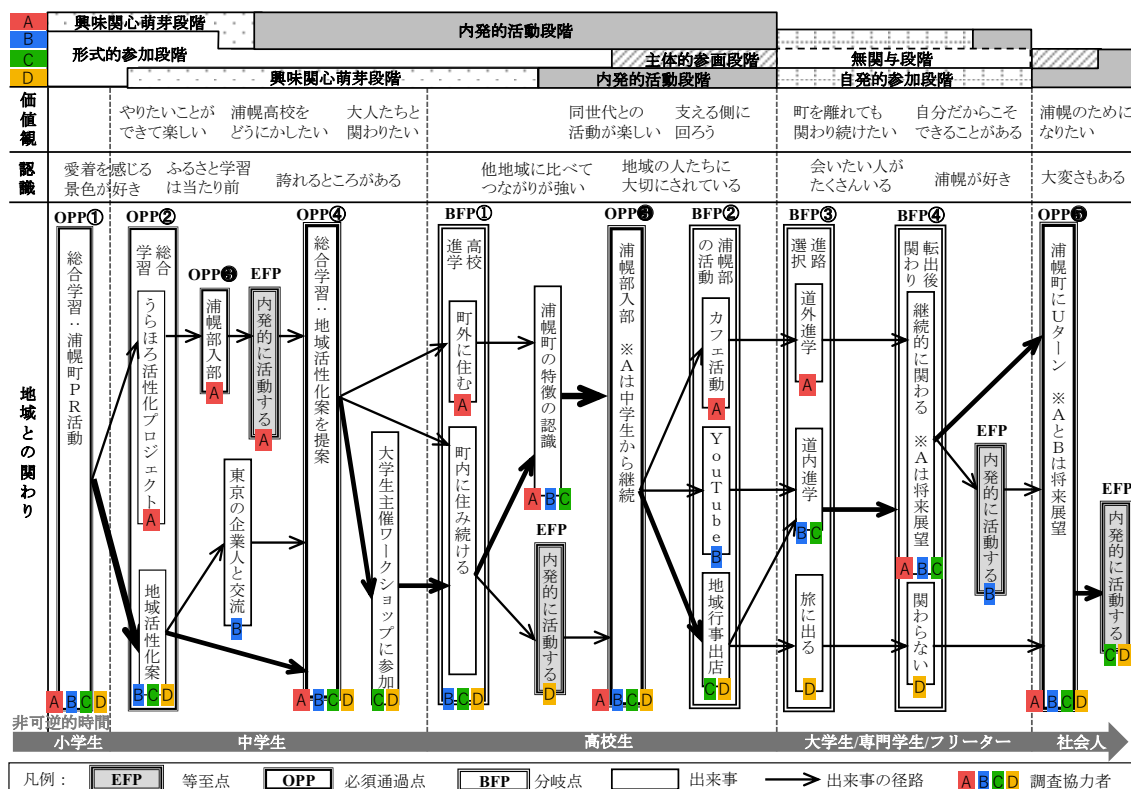 A
B
C
D
興味関心萌芽段階
内発的活動段階
形式的参加段階
主体的参画段階
無関与段階
興味関心萌芽段階
内発的活動段階
自発的参加段階
価値観
やりたいことが
できて楽しい
浦幌高校を
どうにかしたい
大人たちと
関わりたい
同世代との
活動が楽しい
支える側に
回ろう
町を離れても
関わり続けたい
自分だからこそ
できることがある
浦幌のために
なりたい
認識
愛着を感じる
景色が好き
ふるさと学習
は当たり前
誇れるところがある
他地域に比べて
つながりが強い
地域の人たちに
大切にされている
会いたい人が
たくさんいる
浦幌が好き
大変さもある
地域との関わり
OPP①
総合学習：浦幌町PR活動
A B C D
OPP②
総合
学習
うらほろ活性化プロジェクト
A
地域活性化案
B C D
OPP❸
浦幌部入部
A
EFP
内発的に活動する
A
東京の企業人と交流
B
OPP④
総合学習：地域活性化案を提案
A B C D
大学生主催ワークショップに参加
C D
BFP①
高校
進学
町外に住む
A
町内に住み続ける
B C D
浦幌町の特徴の認識
A B C
EFP
内発的に活動する
D
OPP❸
浦幌部入部 ※Aは中学生から継続
A B C D
BFP②
浦幌部
の活動
カフェ活動
A
YouTube
B
地域行事出店
C D
BFP③
進路
選択
道外進学
A
道内進学
B C
旅に出る
D
BFP④
転出後
関わり
継続的に関わる ※Aは将来展望
A B C
関わらない
D
EFP
内発的に活動する
B
OPP❺
浦幌町にUターン ※AとBは将来展望
A B C D
EFP
内発的に活動する
C D
非可逆的時間
小学生
中学生
高校生
大学生/専門学生/フリーター
社会人
凡例：
EFP
等至点
OPP
必須通過点
BFP
分岐点
出来事
出来事の径路
A B C D
調査協力者